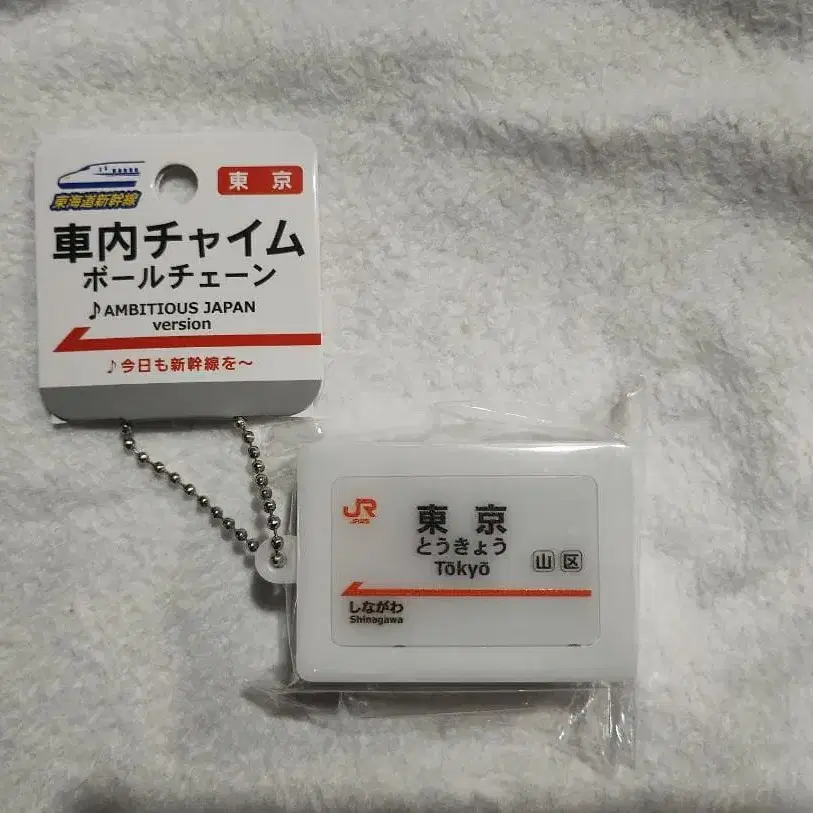 東海道新幹線
東京
車内チャイム
ボールチェーン
♪AMBITIOUS JAPAN
version
♪今日も新幹線を～
JR
東京
とうきょう
Tōkyō
山 区
しながわ
Shinagawa